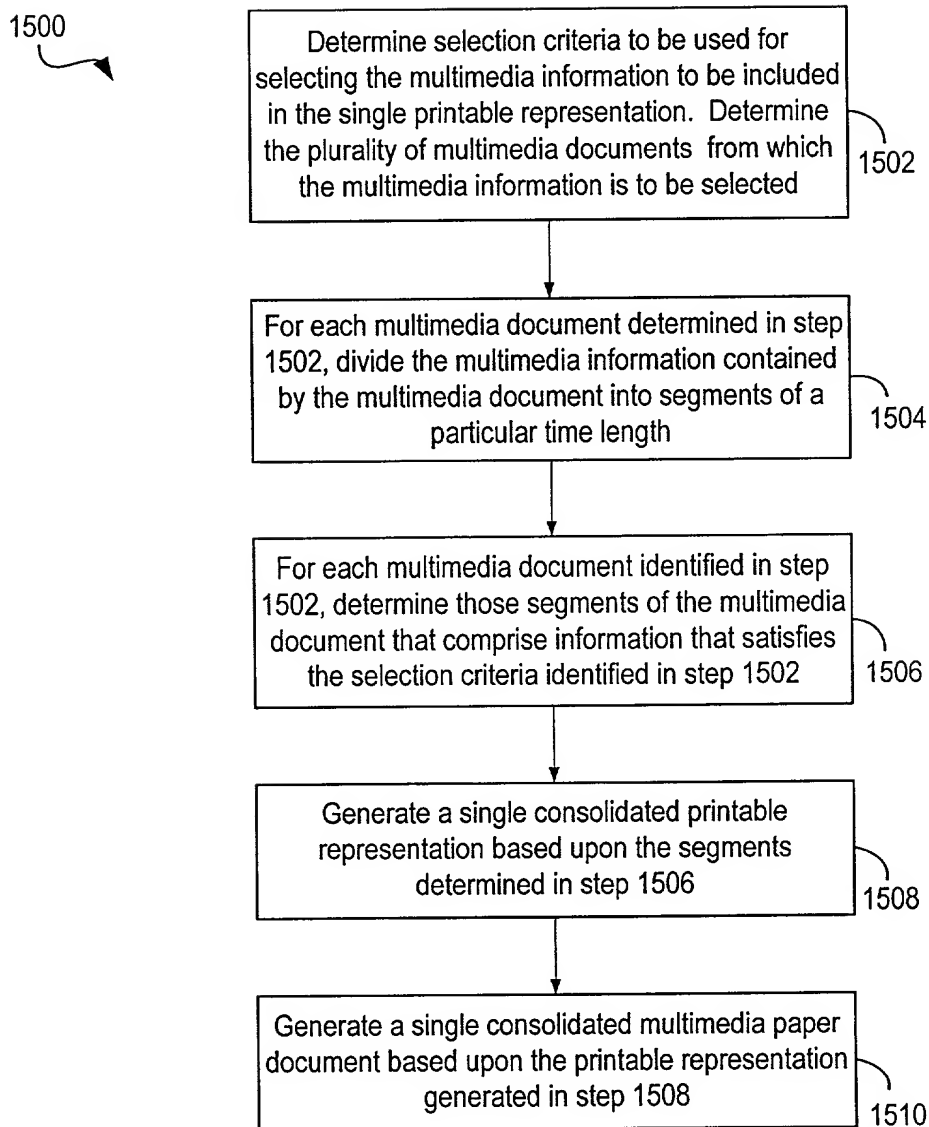 1500
Determine selection criteria to be used for
selecting the multimedia information to be included
in the single printable representation. Determine
the plurality of multimedia documents from which
the multimedia information is to be selected
1502
For each multimedia document determined in step
1502, divide the multimedia information contained
by the multimedia document into segments of a
particular time length
1504
For each multimedia document identified in step
1502, determine those segments of the multimedia
document that comprise information that satisfies
the selection criteria identified in step 1502
1506
Generate a single consolidated printable
representation based upon the segments
determined in step 1506
1508
Generate a single consolidated multimedia paper
document based upon the printable representation
generated in step 1508
1510